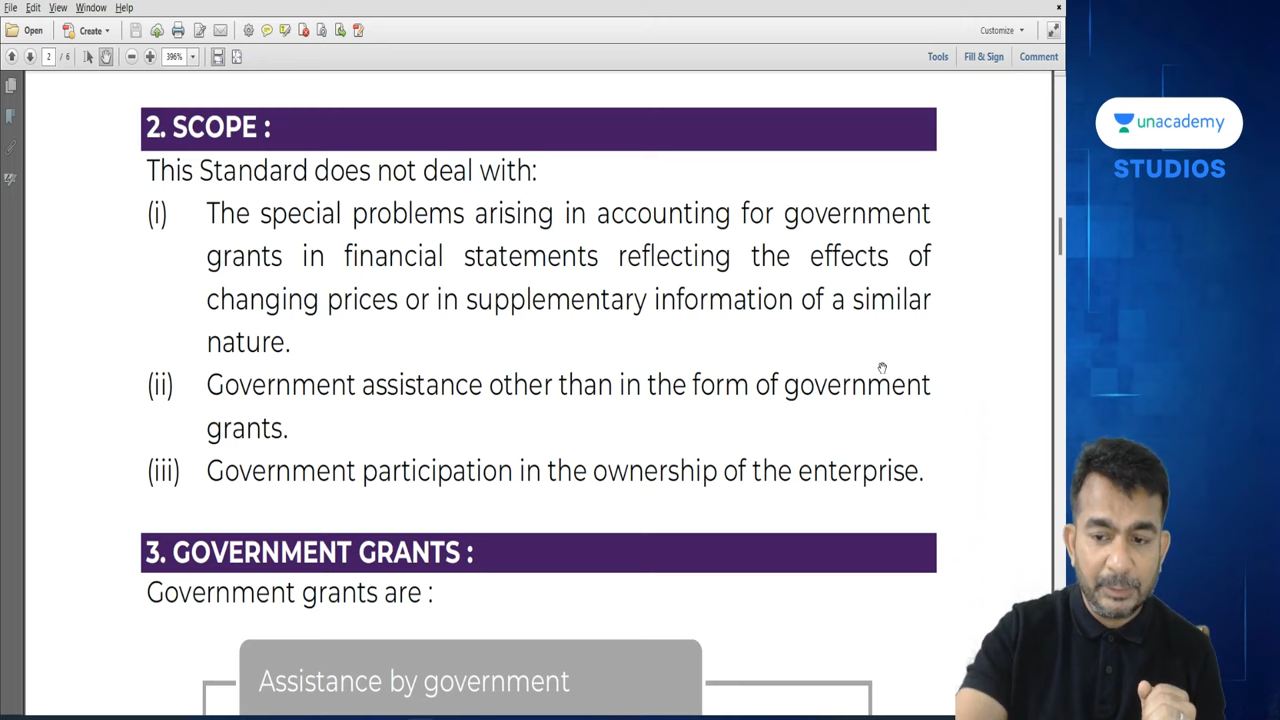 File Edit View Window Help
Open Create Customize
2 / 6 396% Tools Fill & Sign Comment
unacademy
STUDIOS
2. SCOPE :
This Standard does not deal with:
(i) The special problems arising in accounting for government
grants in financial statements reflecting the effects of
changing prices or in supplementary information of a similar
nature.
(ii) Government assistance other than in the form of government
grants.
(iii) Government participation in the ownership of the enterprise.
3. GOVERNMENT GRANTS :
Government grants are :
Assistance by government